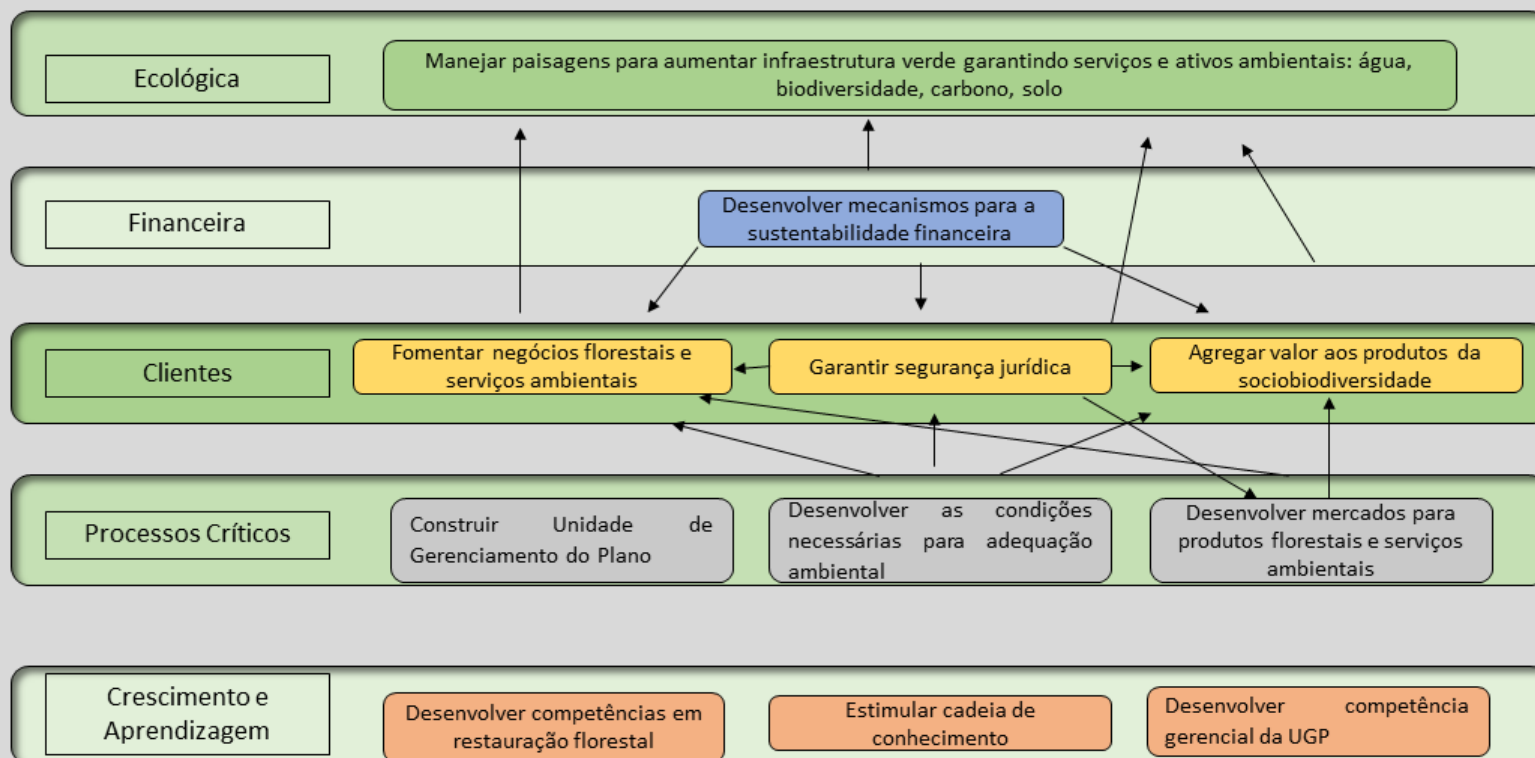 Ecológica
Manejar paisagens para aumentar infraestrutura verde garantindo serviços e ativos ambientais: água,
biodiversidade, carbono, solo
Financeira
Desenvolver mecanismos para a
sustentabilidade financeira
Clientes
Fomentar negócios florestais e
serviços ambientais
Garantir segurança jurídica
Agregar valor aos produtos da
sociobiodiversidade
Processos Críticos
Construir Unidade de
Gerenciamento do Plano
Desenvolver as condições
necessárias para adequação
ambiental
Desenvolver mercados para
produtos florestais e serviços
ambientais
Crescimento e
Aprendizagem
Desenvolver competências em
restauração florestal
Estimular cadeia de
conhecimento
Desenvolver competência
gerencial da UGP